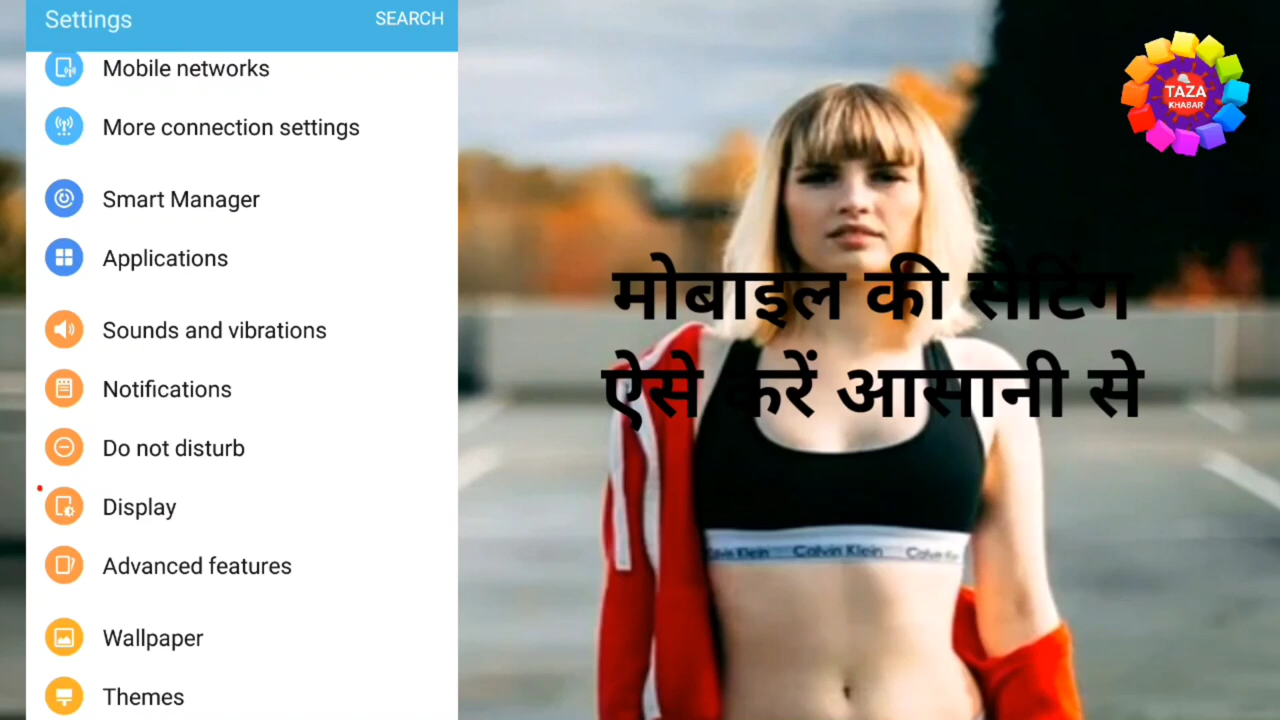 Settings
SEARCH
Mobile networks
More connection settings
Smart Manager
Applications
Sounds and vibrations
Notifications
Do not disturb
Display
Advanced features
Wallpaper
Themes
TAZA
KHABAR
मोबाइल की सेटिंग
ऐसे करें आसानी से
Calvin Klein